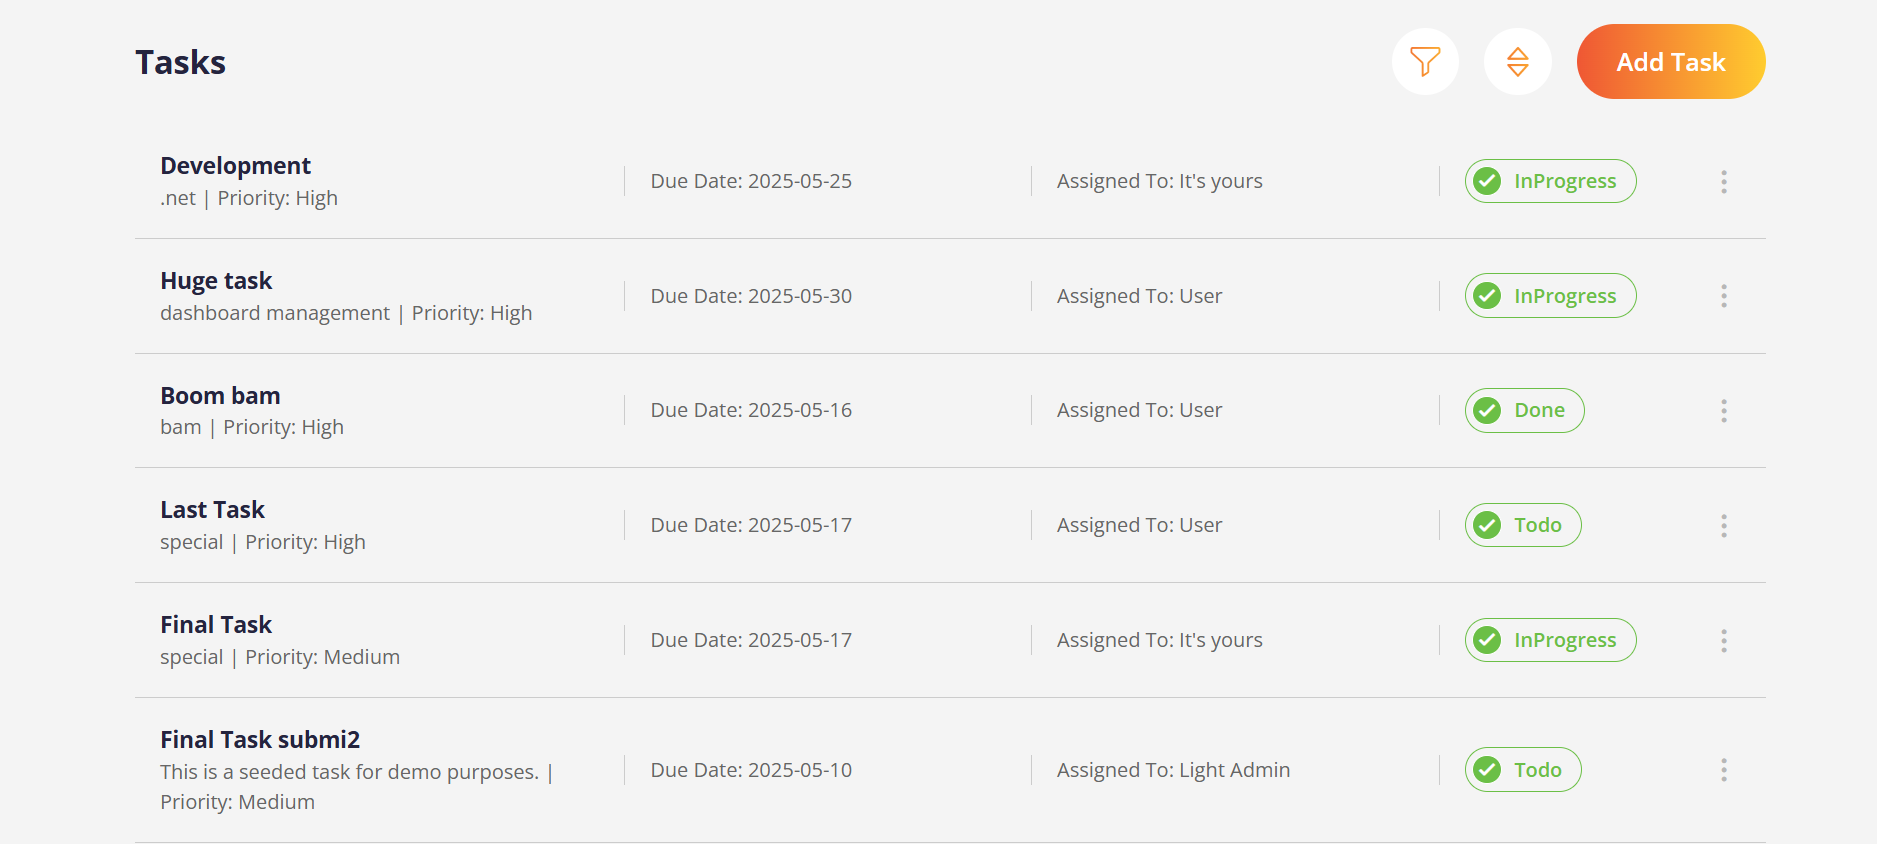 Tasks
Add Task
Development
.net | Priority: High
Due Date: 2025-05-25
Assigned To: It's yours
InProgress
Huge task
dashboard management | Priority: High
Due Date: 2025-05-30
Assigned To: User
InProgress
Boom bam
bam | Priority: High
Due Date: 2025-05-16
Assigned To: User
Done
Last Task
special | Priority: High
Due Date: 2025-05-17
Assigned To: User
Todo
Final Task
special | Priority: Medium
Due Date: 2025-05-17
Assigned To: It's yours
InProgress
Final Task submi2
This is a seeded task for demo purposes. |
Priority: Medium
Due Date: 2025-05-10
Assigned To: Light Admin
Todo